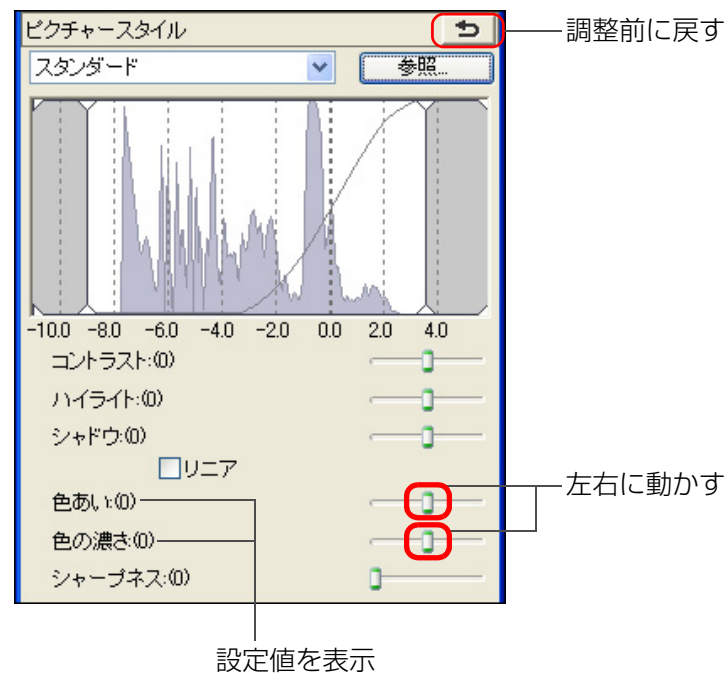 ピクチャースタイル
調整前に戻す
スタンダード
参照...
-10.0 -8.0 -6.0 -4.0 -2.0 0.0 2.0 4.0
コントラスト:(0)
ハイライト:(0)
シャドウ:(0)
リニア
色あい:(0)
左右に動かす
色の濃さ:(0)
シャープネス:(0)
設定値を表示